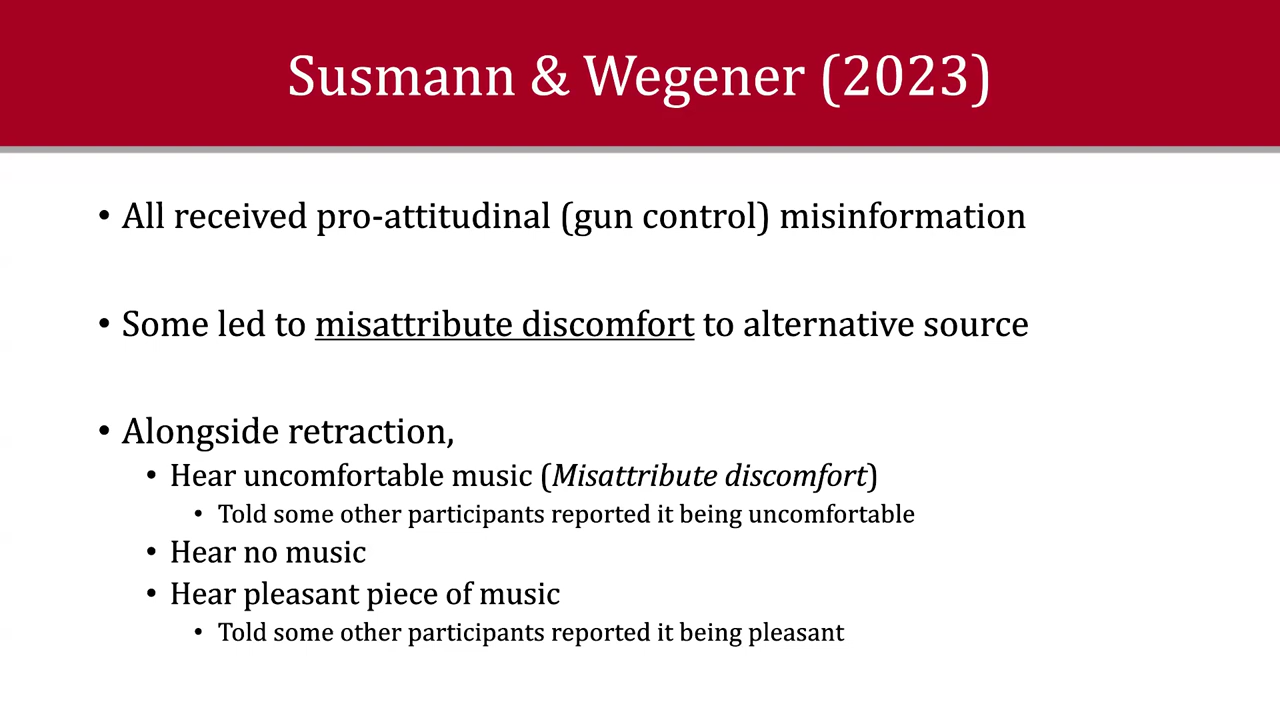 Susmann & Wegener (2023)
• All received pro-attitudinal (gun control) misinformation
• Some led to misattribute discomfort to alternative source
• Alongside retraction,
• Hear uncomfortable music (Misattribute discomfort)
• Told some other participants reported it being uncomfortable
• Hear no music
• Hear pleasant piece of music
• Told some other participants reported it being pleasant